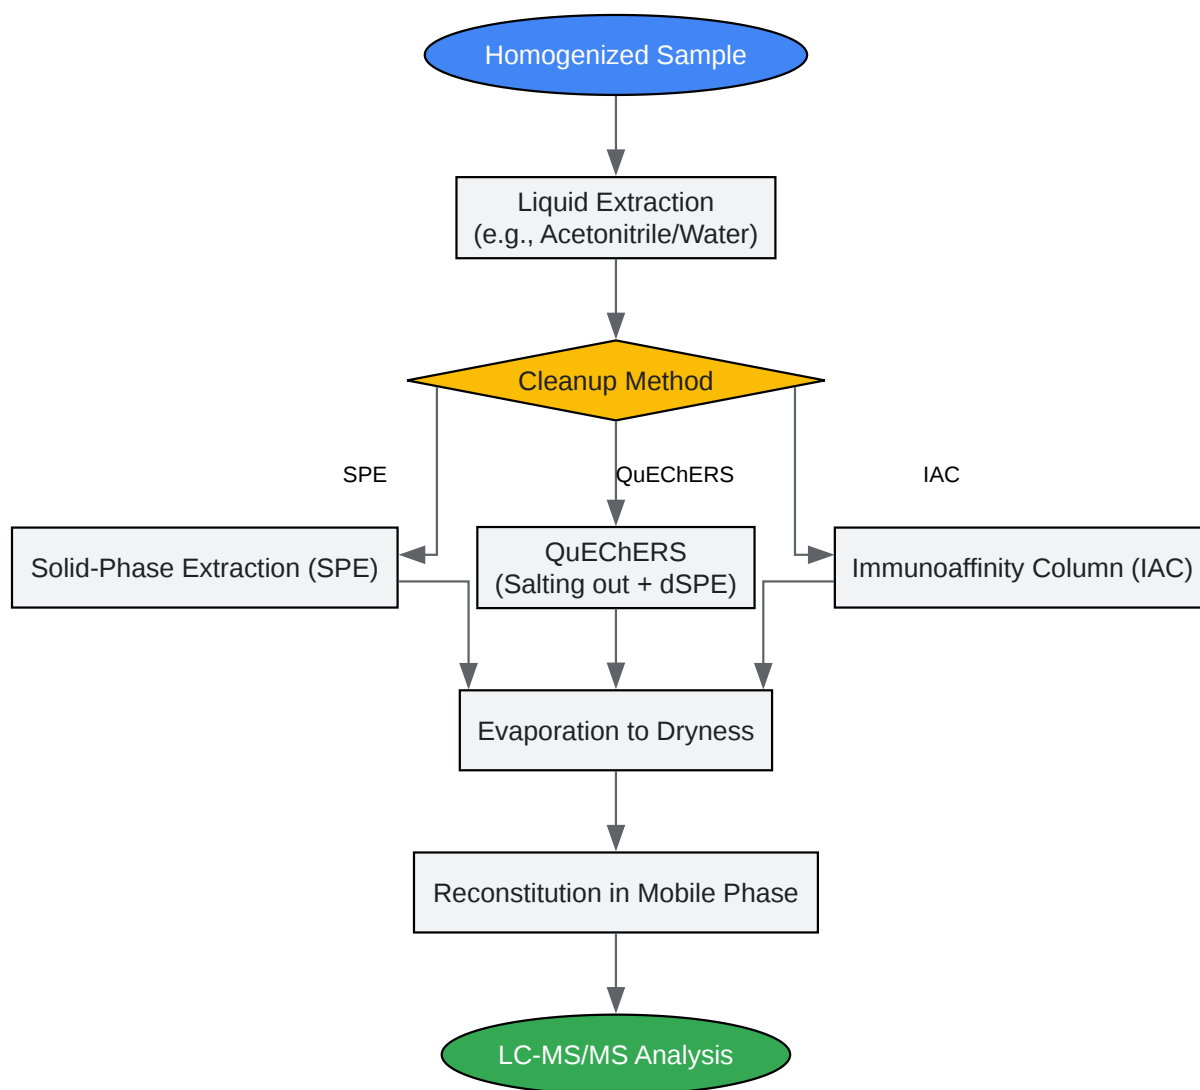 Homogenized Sample
Liquid Extraction
(e.g., Acetonitrile/Water)
Cleanup Method
SPE
QuEChERS
IAC
Solid-Phase Extraction (SPE)
QuEChERS
(Salting out + dSPE)
Immunoaffinity Column (IAC)
Evaporation to Dryness
Reconstitution in Mobile Phase
LC-MS/MS Analysis